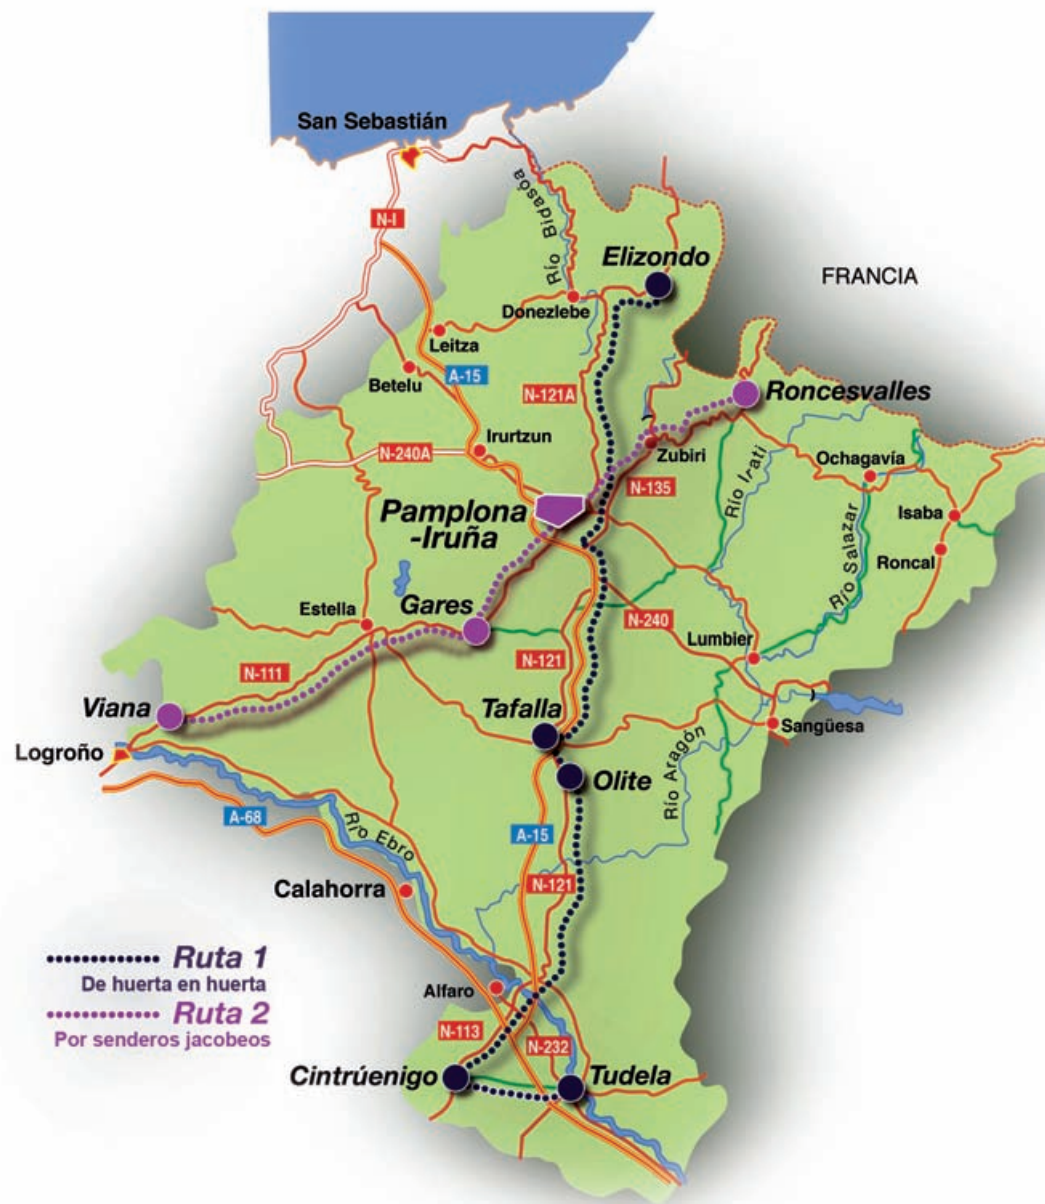 San Sebastián
Río Bidasóa
N-I
Elizondo
FRANCIA
Donezlebe
Leitza
A-15
Betelu
N-121A
Roncesvalles
Irurtzun
N-240A
Zubiri
Ochagavía
N-135
Río Irati
Pamplona
-Iruña
Isaba
Río Salazar
Roncal
Gares
Estella
N-240
Lumbier
N-121
N-111
Viana
Tafalla
Sangüesa
Logroño
Río Aragón
Olite
A-68
Río Ebro
A-15
Calahorra
N-121
Ruta 1
De huerta en huerta
Ruta 2
Por senderos jacobeos
Alfaro
N-113
N-232
Cintrúenigo
Tudela